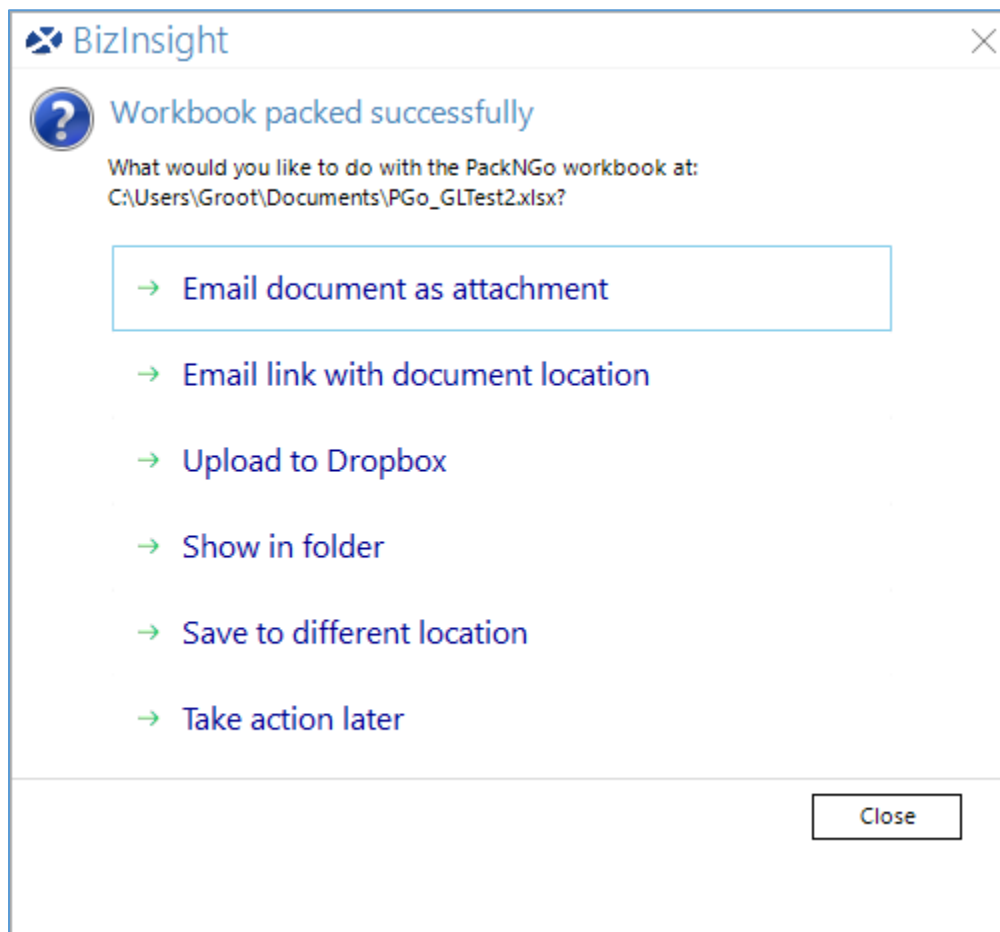 BizInsight
Workbook packed successfully
What would you like to do with the PackNGo workbook at:
C:\Users\Groot\Documents\PGo_GLTest2.xlsx?
→ Email document as attachment
→ Email link with document location
→ Upload to Dropbox
→ Show in folder
→ Save to different location
→ Take action later
Close